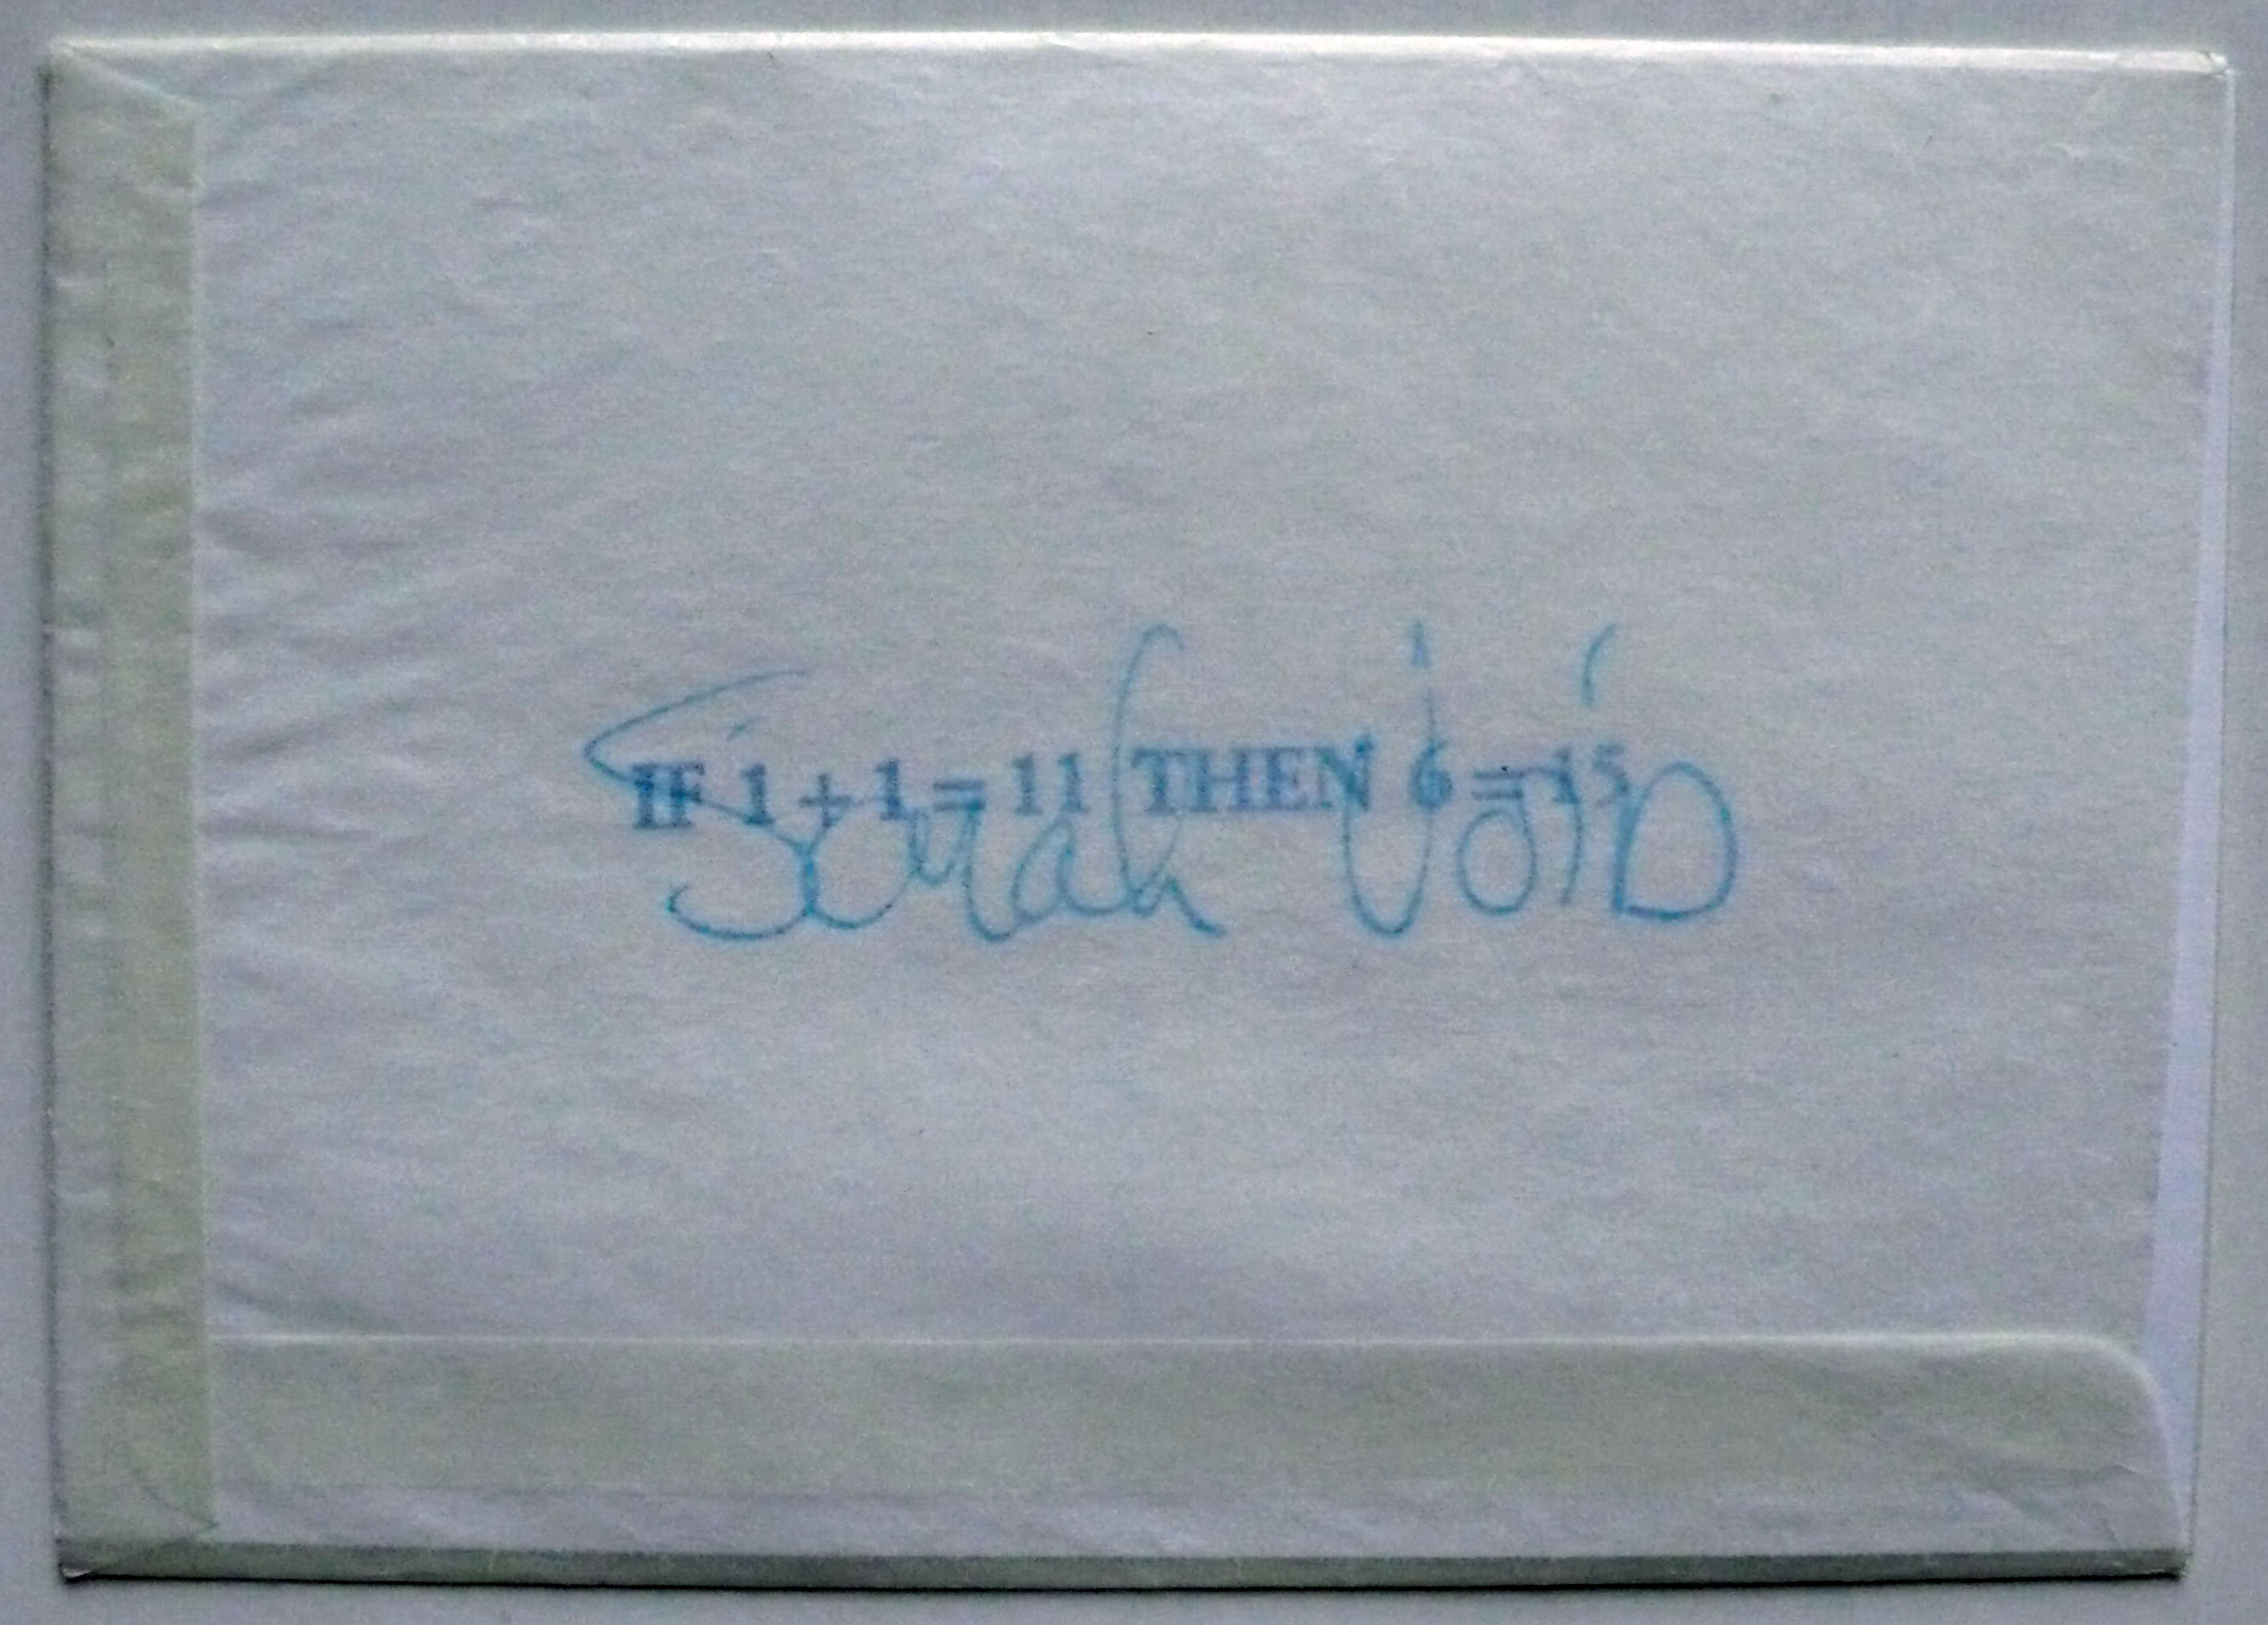 IF 1 + 1 = 11 THEN 6 = 15
Sarah Void